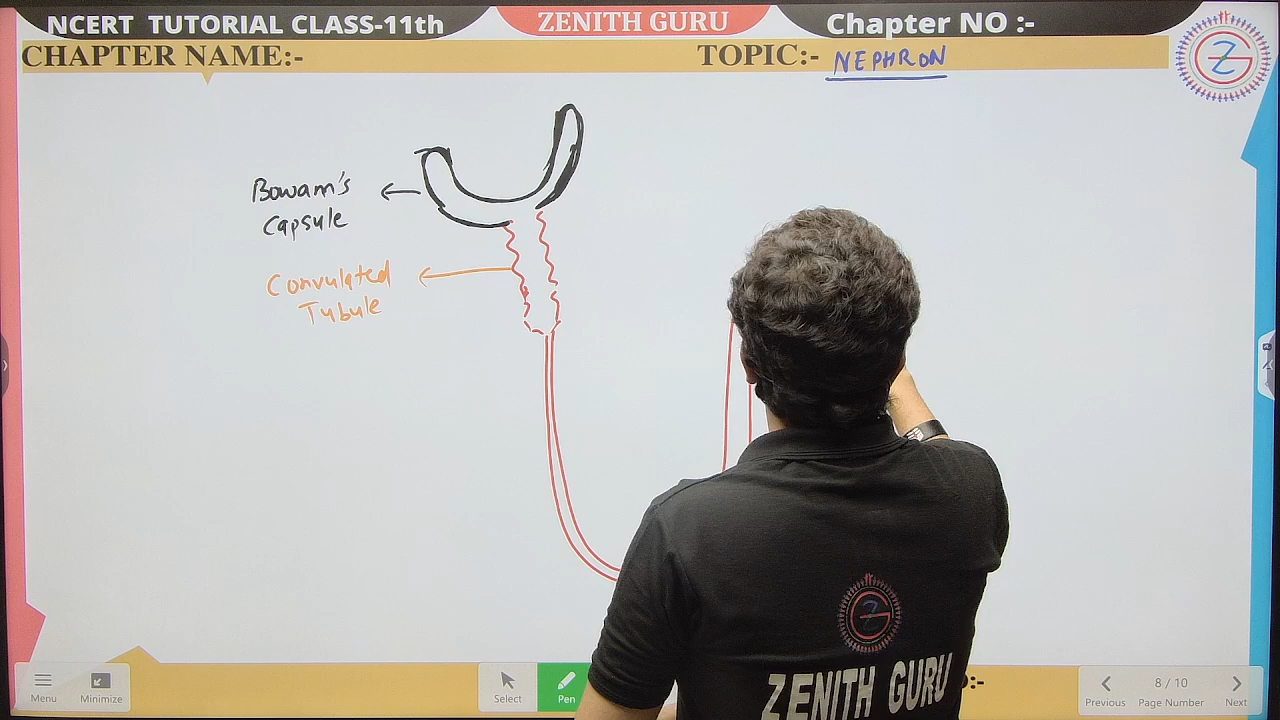 NCERT TUTORIAL CLASS-11th
ZENITH GURU
Chapter NO :-
CHAPTER NAME:-
TOPIC:- NEPHRON
Bowam's
Capsule
Convulated
Tubule
ZENITH GURU
Menu
Minimize
Select
Pen
Previous
8 / 10
Page Number
Next